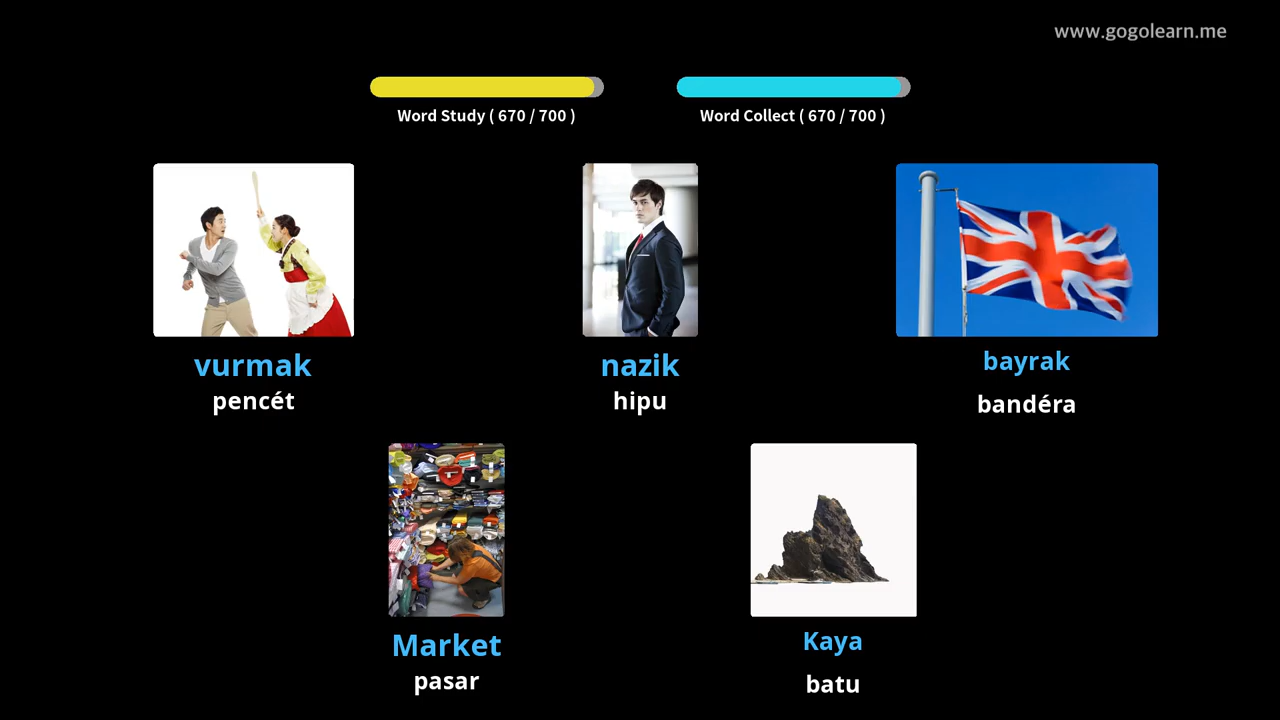 www.gogolearn.me
Word Study ( 670 / 700 )
Word Collect ( 670 / 700 )
vurmak
pencét
nazik
hipu
bayrak
bandéra
Market
pasar
Kaya
batu